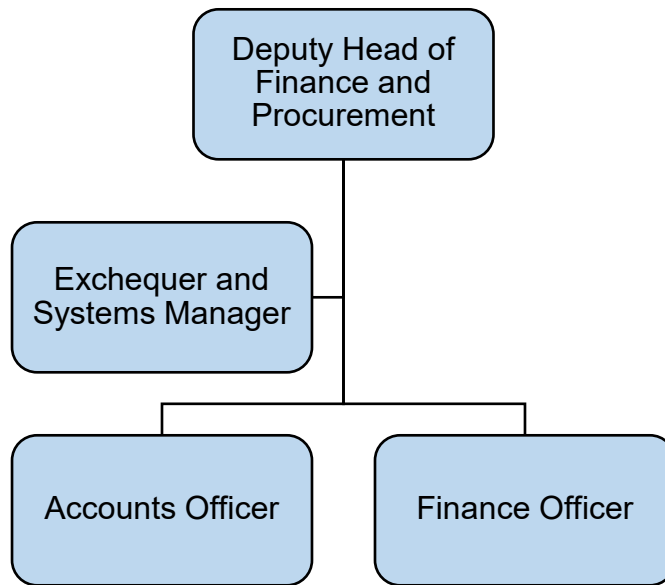 Deputy Head of
Finance and
Procurement
Exchequer and
Systems Manager
Accounts Officer
Finance Officer